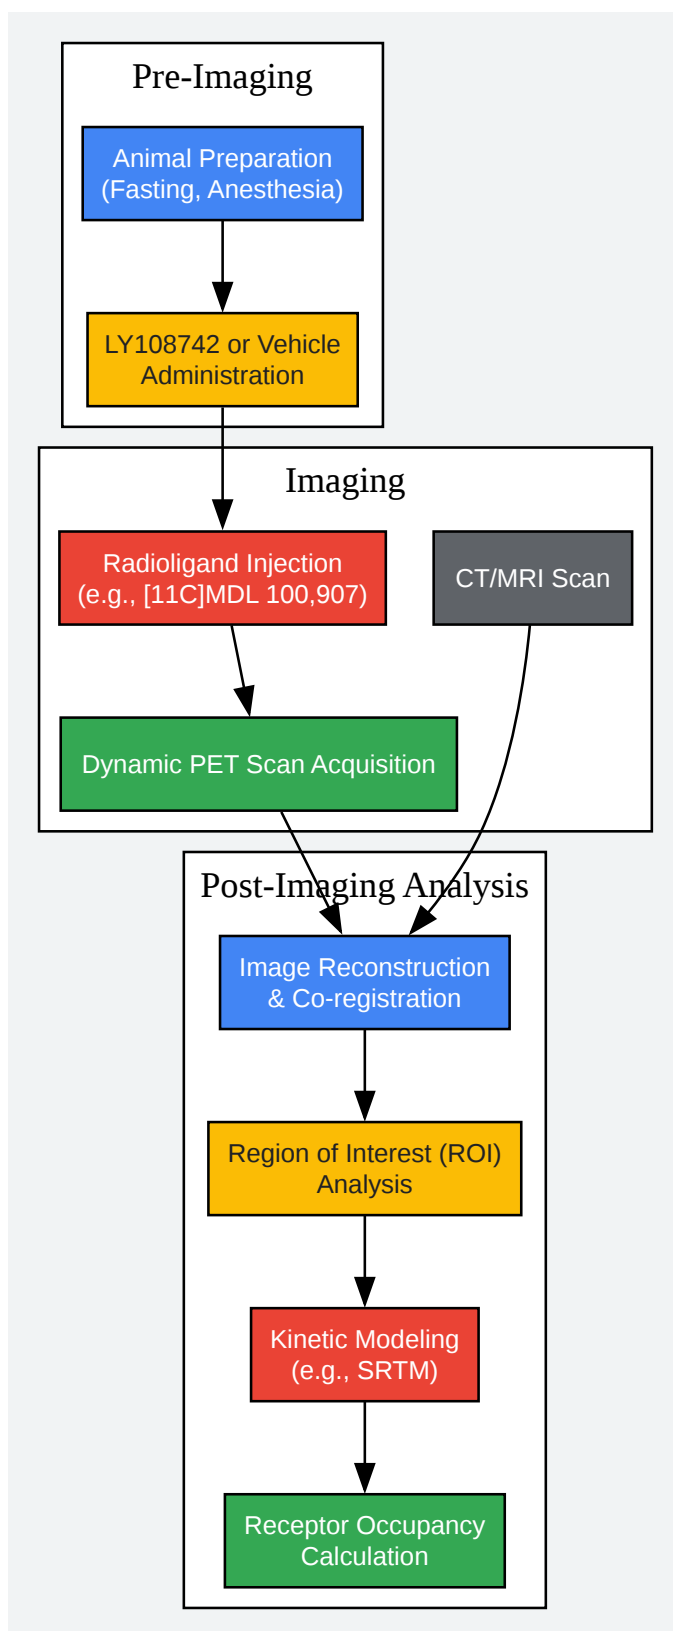 Pre-Imaging
Animal Preparation
(Fasting, Anesthesia)
LY108742 or Vehicle
Administration
Imaging
Radioligand Injection
(e.g., [11C]MDL 100,907)
CT/MRI Scan
Dynamic PET Scan Acquisition
Post-Imaging Analysis
Image Reconstruction
& Co-registration
Region of Interest (ROI)
Analysis
Kinetic Modeling
(e.g., SRTM)
Receptor Occupancy
Calculation